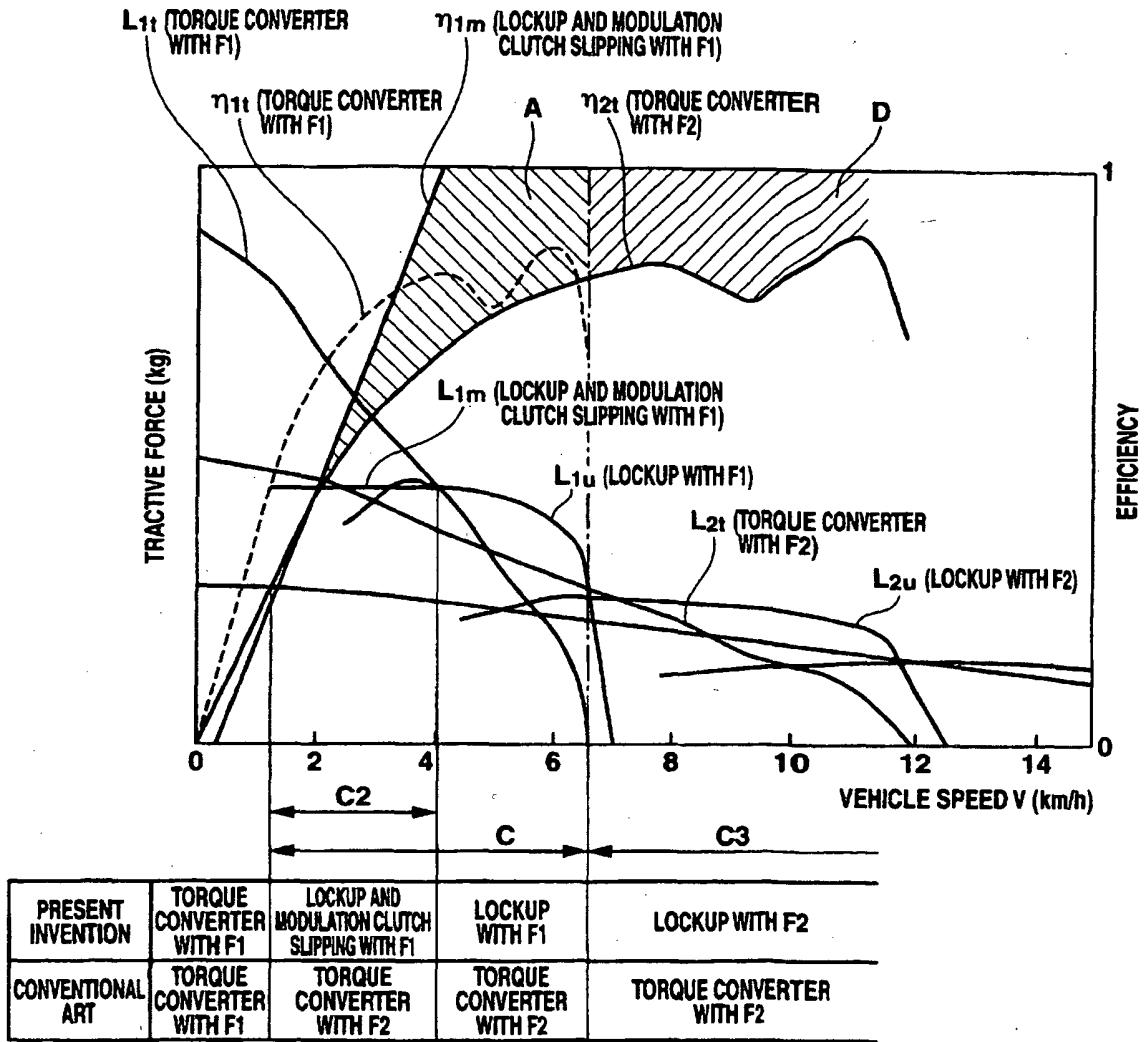 L1t (TORQUE CONVERTER
WITH F1)
η1m (LOCKUP AND MODULATION
CLUTCH SLIPPING WITH F1)
η1t (TORQUE CONVERTER
WITH F1)
A
η2t (TORQUE CONVERTER
WITH F2)
D
1
L1m (LOCKUP AND MODULATION
CLUTCH SLIPPING WITH F1)
L1u (LOCKUP WITH F1)
L2t (TORQUE CONVERTER
WITH F2)
L2u (LOCKUP WITH F2)
TRACTIVE FORCE (kg)
EFFICIENCY
0
0 2 4 6 8 10 12 14
VEHICLE SPEED V (km/h)
C2
C
C3
PRESENT
INVENTION
TORQUE
CONVERTER
WITH F1
LOCKUP AND
MODULATION CLUTCH
SLIPPING WITH F1
LOCKUP
WITH F1
LOCKUP WITH F2
CONVENTIONAL
ART
TORQUE
CONVERTER
WITH F1
TORQUE
CONVERTER
WITH F2
TORQUE
CONVERTER
WITH F2
TORQUE CONVERTER
WITH F2